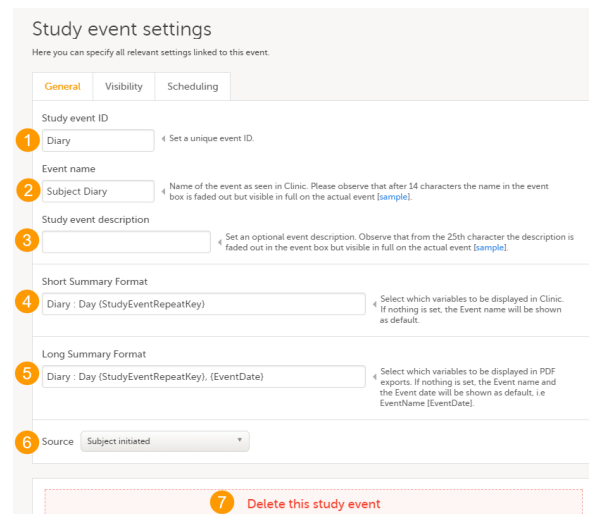 Study event settings
Here you can specify all relevant settings linked to this event.
General Visibility Scheduling
Study event ID
1 Diary Set a unique event ID.
Event name
2 Subject Diary Name of the event as seen in Clinic. Please observe that after 14 characters the name in the event
box is faded out but visible in full on the actual event [sample].
Study event description
3 Set an optional event description. Observe that from the 25th character the description is
faded out in the event box but visible in full on the actual event [sample].
Short Summary Format
4 Diary : Day {StudyEventRepeatKey} Select which variables to be displayed in Clinic.
If nothing is set, the Event name will be shown
as default.
Long Summary Format
5 Diary : Day {StudyEventRepeatKey}, {EventDate} Select which variables to be displayed in PDF
exports. If nothing is set, the Event name and
the Event date will be shown as default, i.e
EventName [EventDate].
6 Source Subject initiated
7 Delete this study event